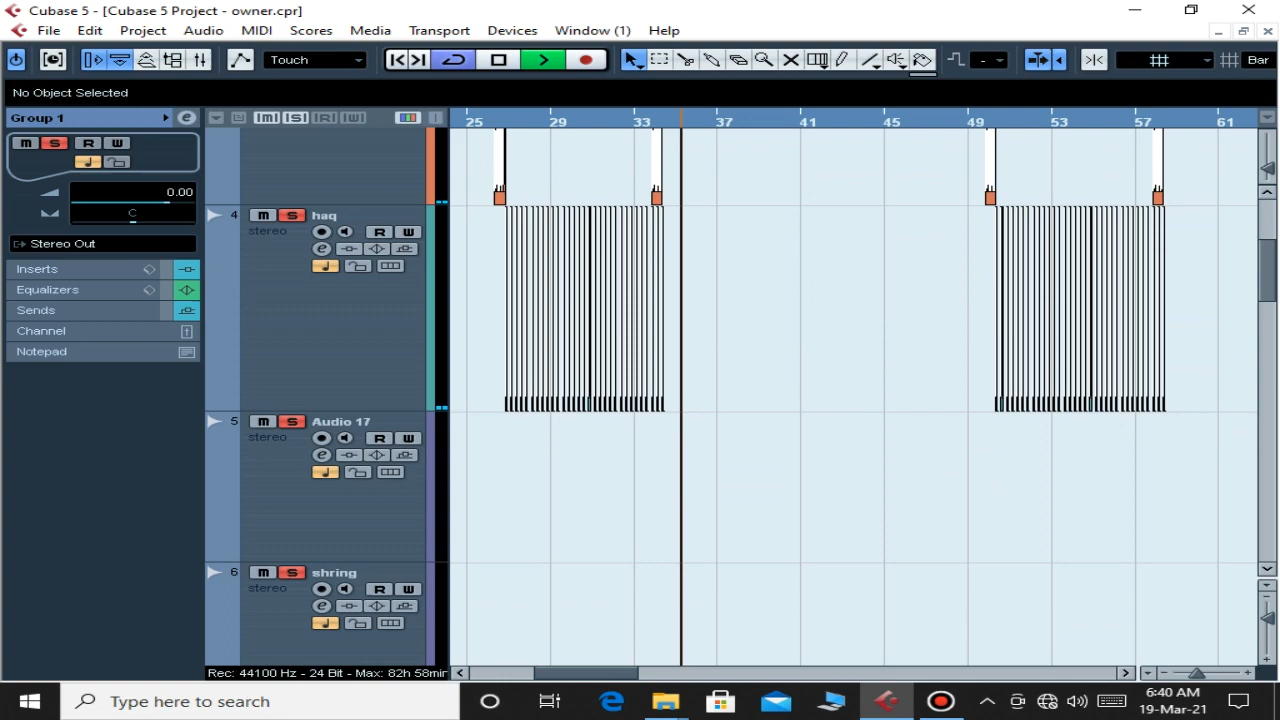 Cubase 5 - [Cubase 5 Project - owner.cpr]
File Edit Project Audio MIDI Scores Media Transport Devices Window (1) Help
Touch
- Bar
No Object Selected
Group 1 e [M] [S] [R] [W] 25 29 33 37 41 45 49 53 57 61
m S R W
0.00
C
Stereo Out
Inserts
Equalizers
Sends
Channel
Notepad
4 m S haq
stereo R W
e
5 m S Audio 17
stereo R W
e
6 m S shring
stereo R W
e
Rec: 44100 Hz - 24 Bit - Max: 82h 58min
Type here to search
6:40 AM
19-Mar-21